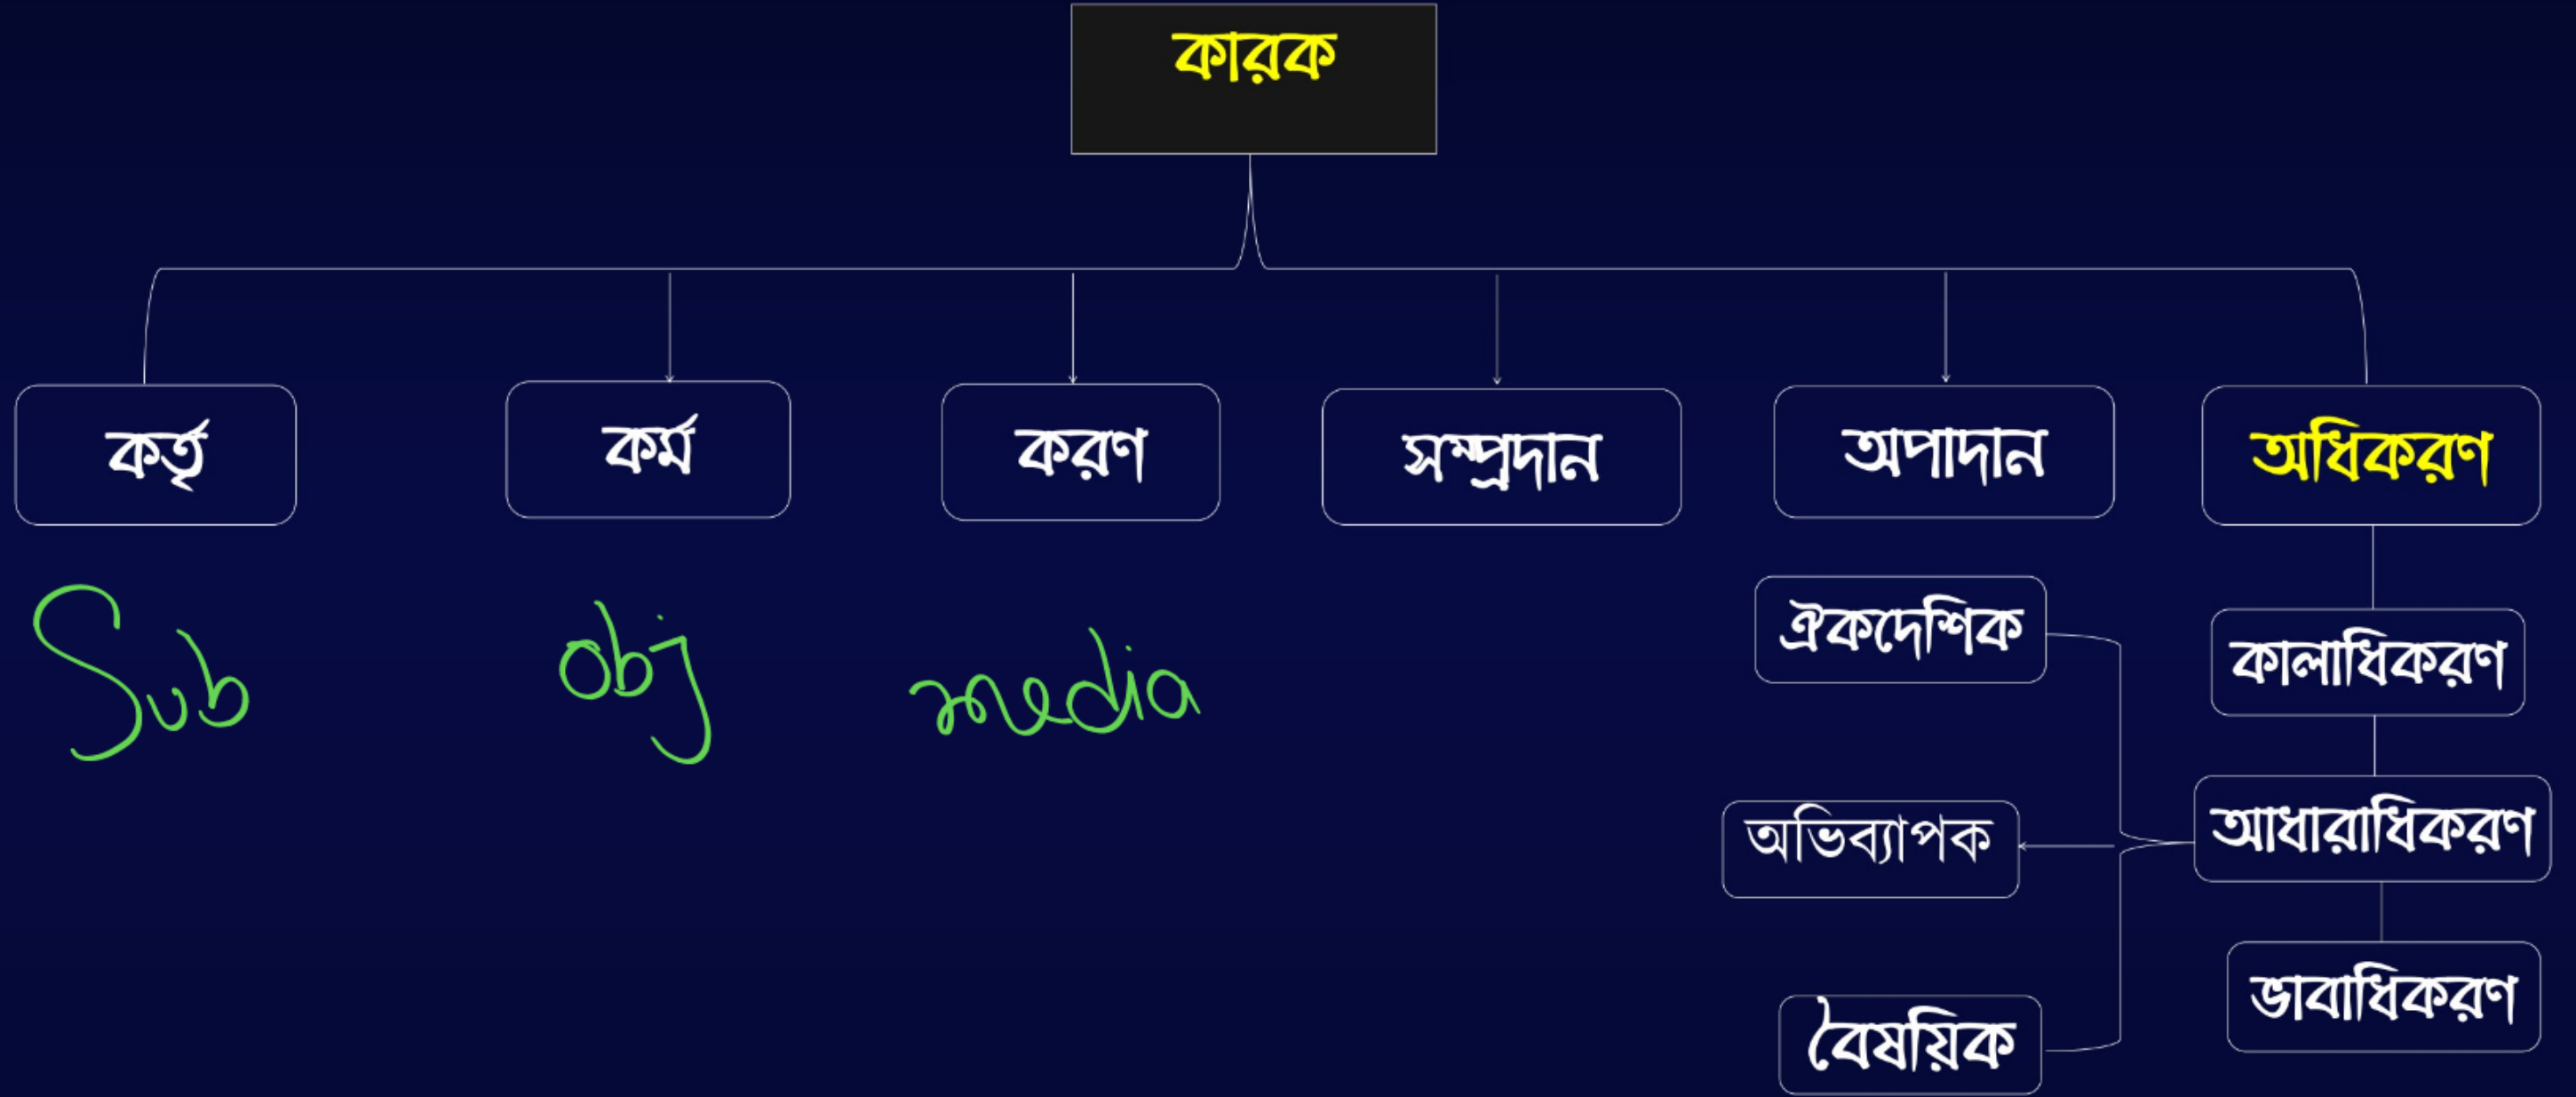 কারক
কর্তৃ
কর্ম
করণ
সম্প্রদান
অপাদান
অধিকরণ
Sub
obj
media
ঐকদেশিক
কালাধিকরণ
অভিব্যাপক
আধারাধিকরণ
বৈষয়িক
ভাবাধিকরণ